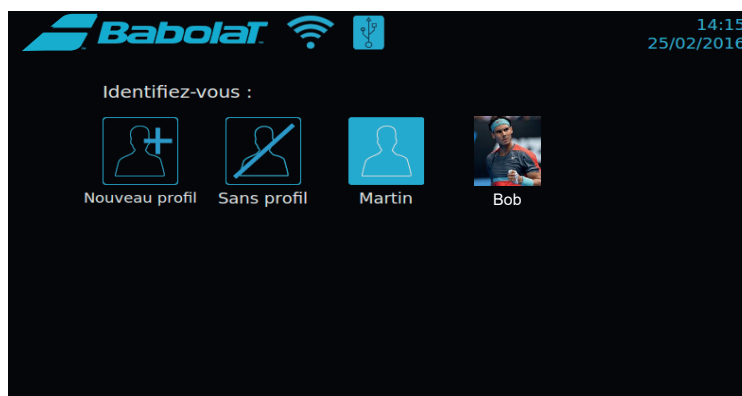 Babolat
14:15
25/02/2016
Identifiez-vous :
Nouveau profil
Sans profil
Martin
Bob